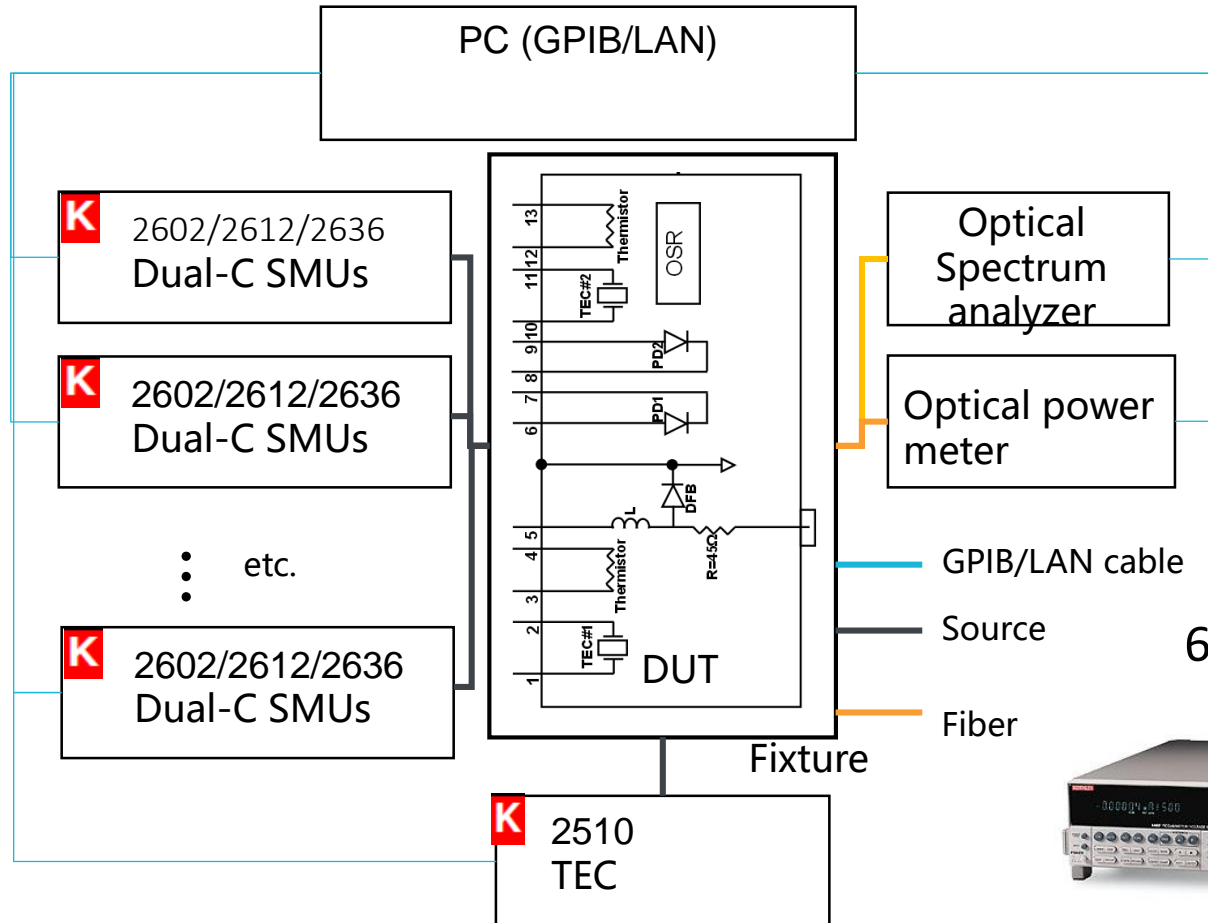 PC (GPIB/LAN)
K
2602/2612/2636
Dual-C SMUs
K
2602/2612/2636
Dual-C SMUs
etc.
K
2602/2612/2636
Dual-C SMUs
13
12
11
10
9
8
7
6
5
4
3
2
1
Thermistor
OSR
TEC#2
PD2
PD1
DFB
L
R=45Ω
Thermistor
TEC#1
DUT
Fixture
K
2510
TEC
Optical
Spectrum
analyzer
Optical power
meter
GPIB/LAN cable
Source
Fiber
6